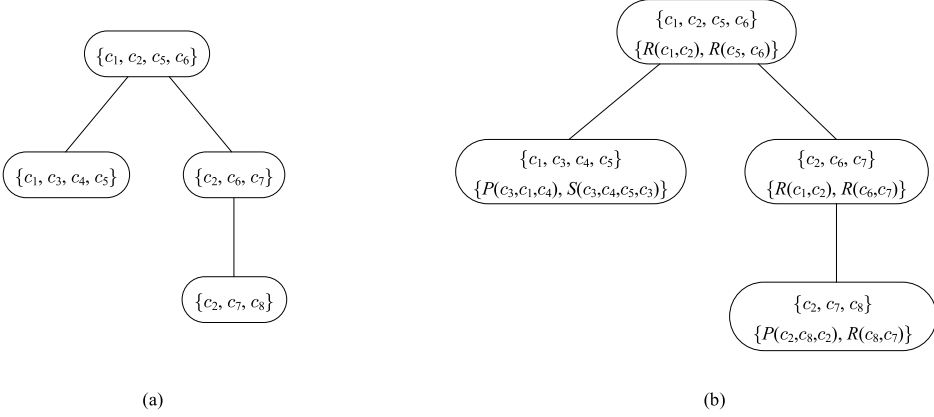 {c₁, c₂, c₅, c₆}
{c₁, c₃, c₄, c₅}
{c₂, c₆, c₇}
{c₂, c₇, c₈}
(a)
{c₁, c₂, c₅, c₆}
{R(c₁,c₂), R(c₅, c₆)}
{c₁, c₃, c₄, c₅}
{P(c₃,c₁,c₄), S(c₃,c₄,c₅,c₃)}
{c₂, c₆, c₇}
{R(c₁,c₂), R(c₆,c₇)}
{c₂, c₇, c₈}
{P(c₂,c₈,c₂), R(c₈,c₇)}
(b)